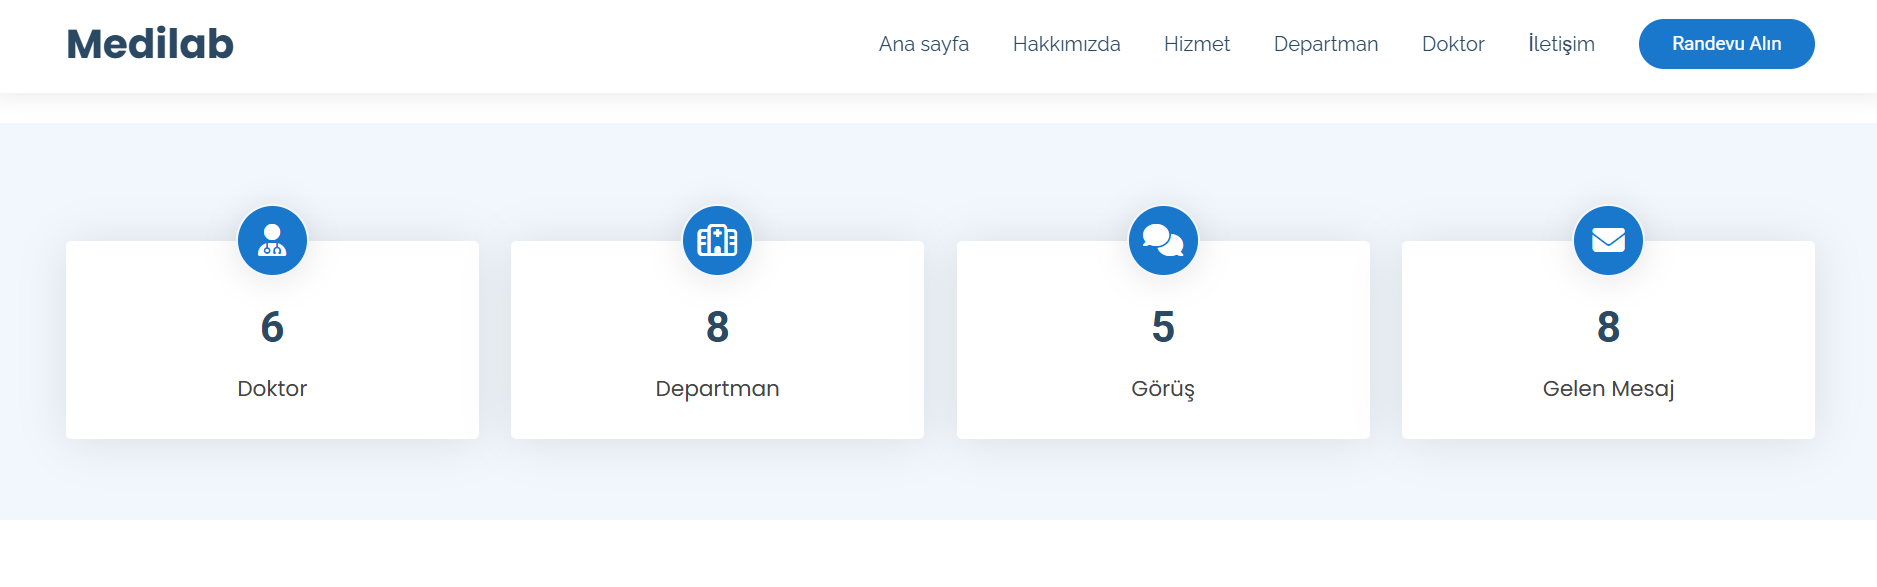 Medilab
Ana sayfa Hakkımızda Hizmet Departman Doktor İletişim Randevu Alın
6 8 5 8
Doktor Departman Görüş Gelen Mesaj